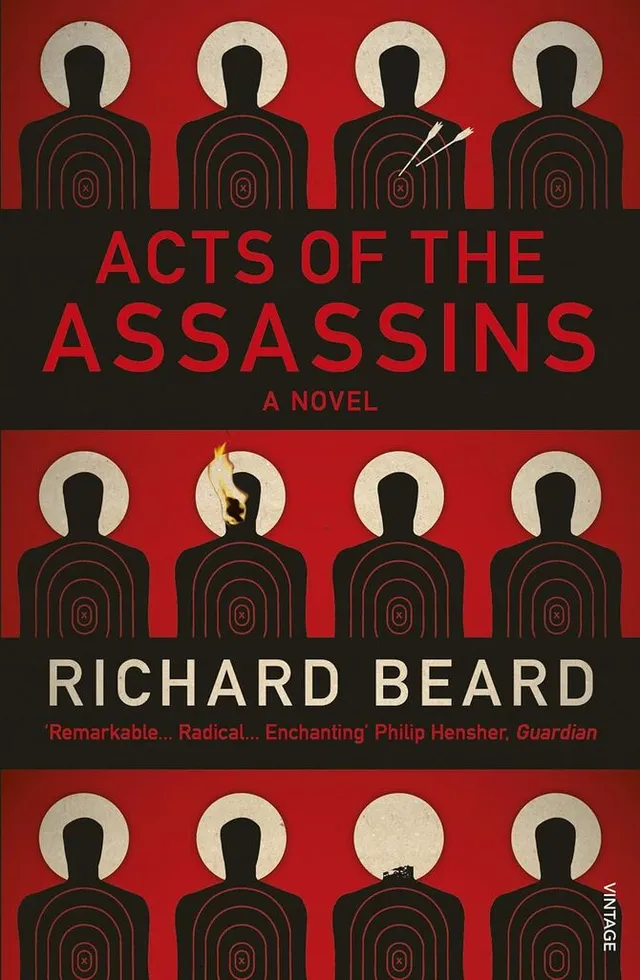 ACTS OF THE
ASSASSINS
A NOVEL
RICHARD BEARD
'Remarkable... Radical... Enchanting' Philip Hensher, Guardian
VINTAGE